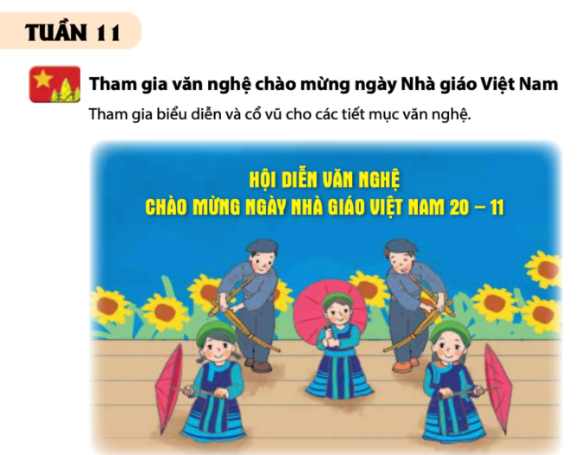 TUẦN 11
Tham gia văn nghệ chào mừng ngày Nhà giáo Việt Nam
Tham gia biểu diễn và cổ vũ cho các tiết mục văn nghệ.
HỘI DIỄN VĂN NGHỆ
CHÀO MỪNG NGÀY NHÀ GIÁO VIỆT NAM 20 – 11